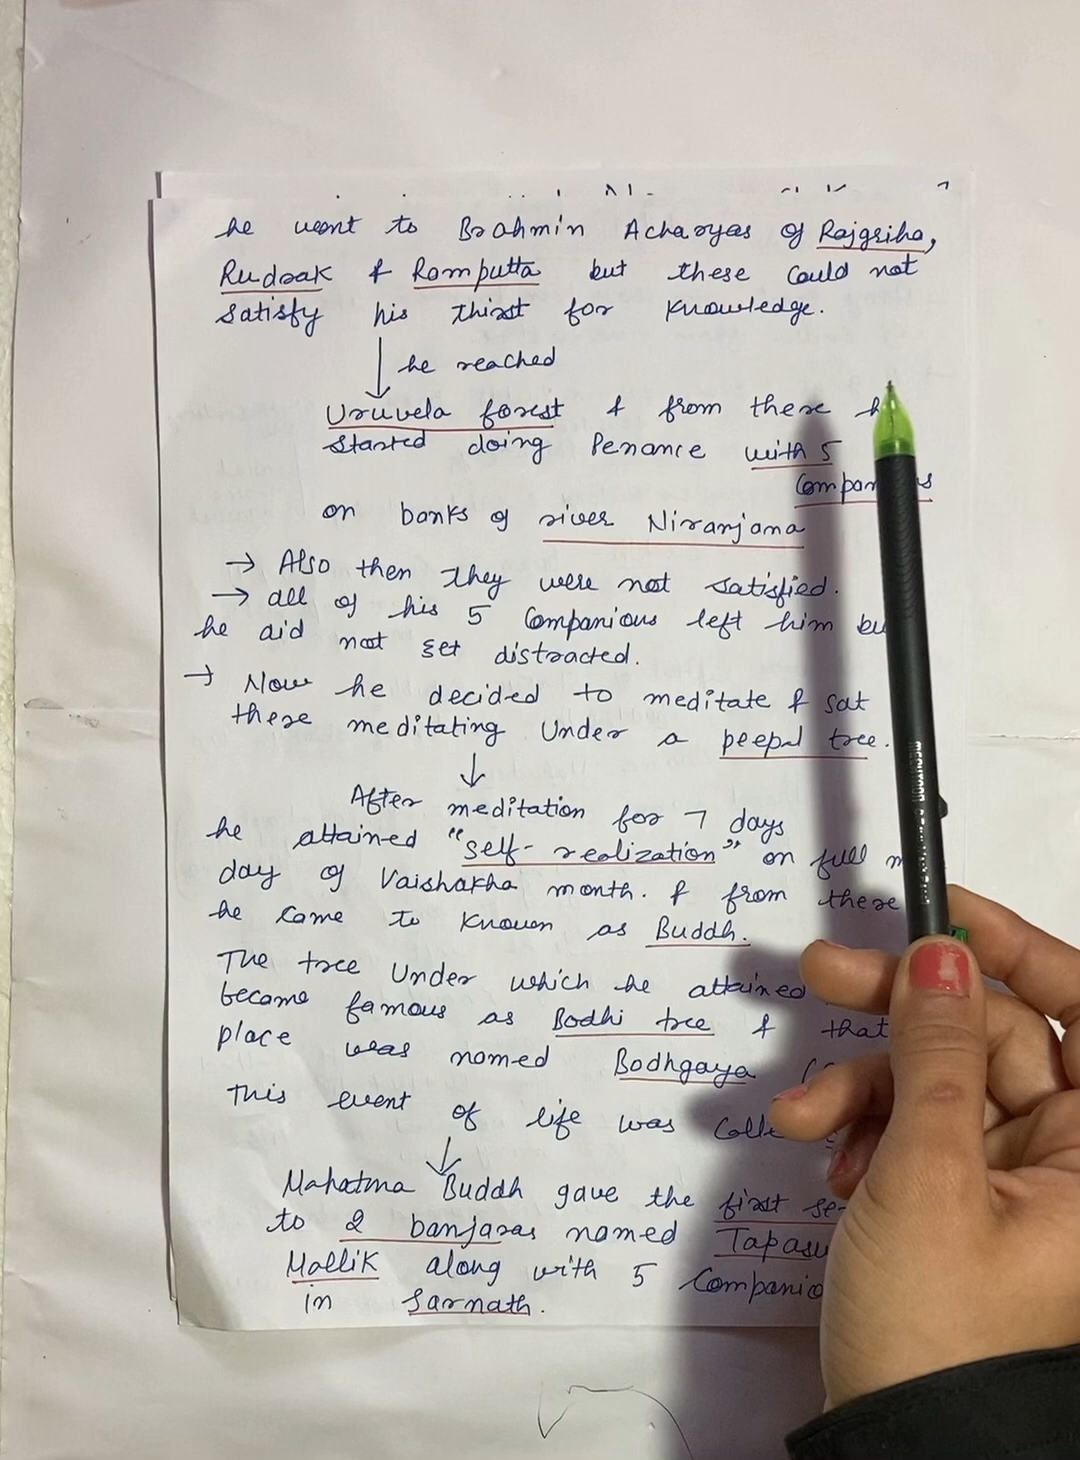 he went to Brahmin Acharyas of Rajgriha,
Rudrak & Ramputta but these could not
satisfy his thirst for knowledge.
he reached
Uruvela forest & from there
started doing Penance with 5
on banks of river Niranjana
→ Also then they were not satisfied.
→ all of his 5 Companious left him
he did not get distracted.
→ Now he decided to meditate & sat
there meditating Under a peepal tree.
↓
After meditation for 7 days
he attained "self-realization" on full
day of Vaishakha month. & from there
he came to known as Buddh.
The tree Under which he attained
became famous as Bodhi tree & that
place was named Bodhgaya
This event of life was
↓
Mahatma Buddh gave the first
to 2 banjaras named
Mallik along with 5
in Sarnath.